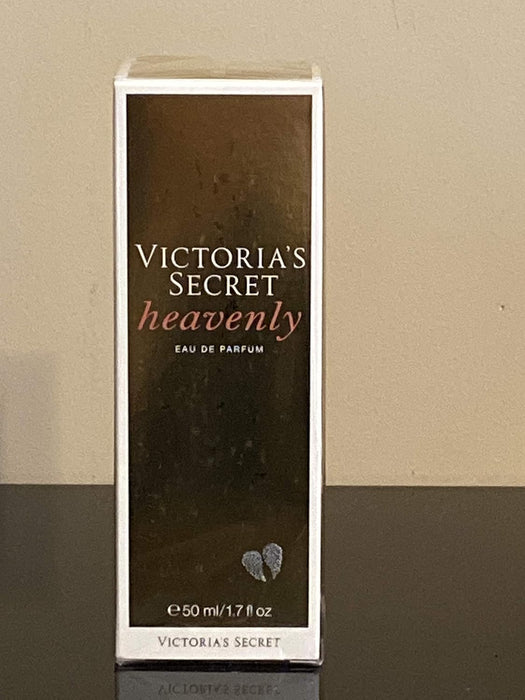 VICTORIA'S
SECRET
heavenly
EAU DE PARFUM
℮50 ml/1.7 fl oz
VICTORIA'S SECRET